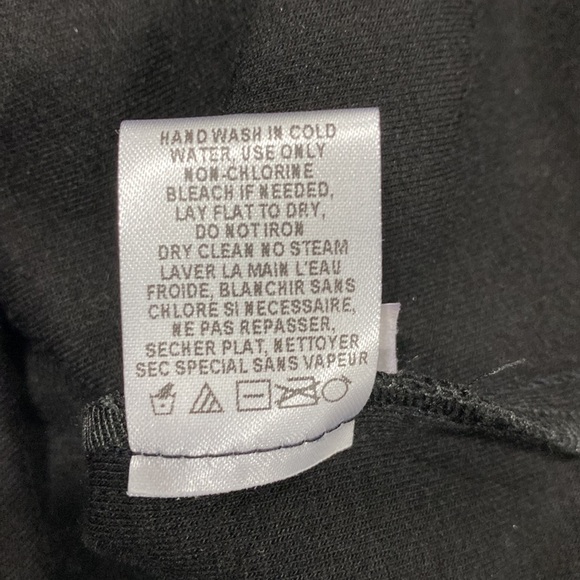 HAND WASH IN COLD
WATER, USE ONLY
NON-CHLORINE
BLEACH IF NEEDED,
LAY FLAT TO DRY,
DO NOT IRON
DRY CLEAN NO STEAM
LAVER LA MAIN L'EAU
FROIDE, BLANCHIR SANS
CHLORE SI NECESSAIRE,
NE PAS REPASSER,
SECHER PLAT, NETTOYER
SEC SPECIAL SANS VAPEUR